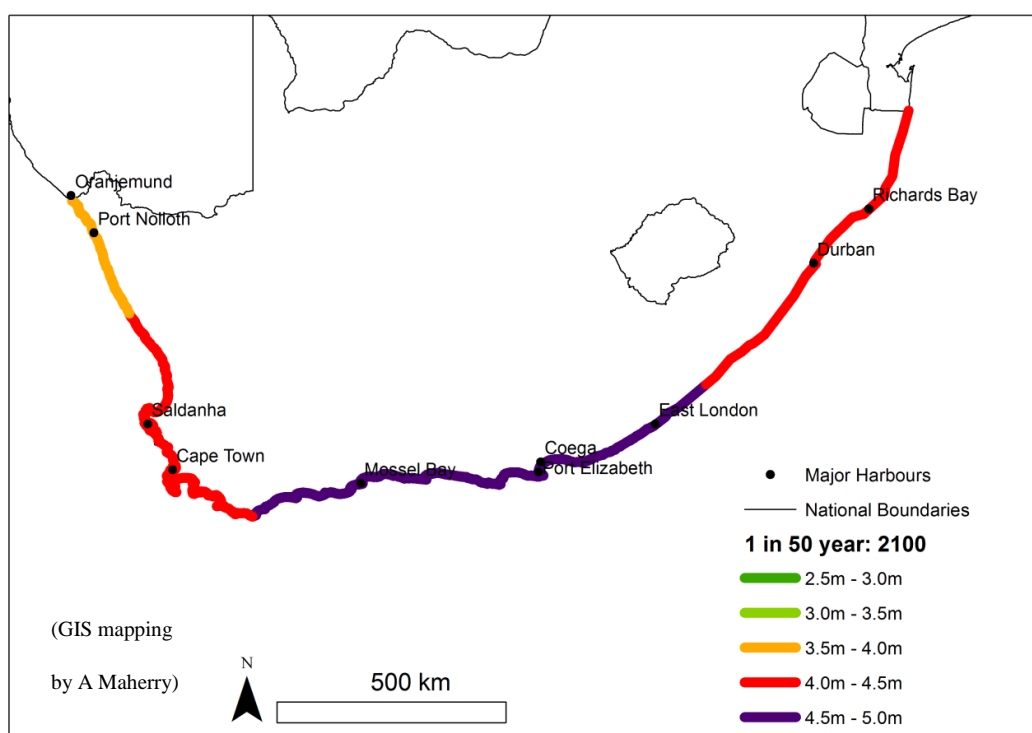 Oranjemund
Port Nolloth
Richards Bay
Durban
Saldanha
East London
Cape Town
Coega
Mossel Bay
Port Elizabeth
Major Harbours
National Boundaries
1 in 50 year: 2100
2.5m - 3.0m
3.0m - 3.5m
3.5m - 4.0m
4.0m - 4.5m
4.5m - 5.0m
(GIS mapping
by A Maherry)
N
500 km